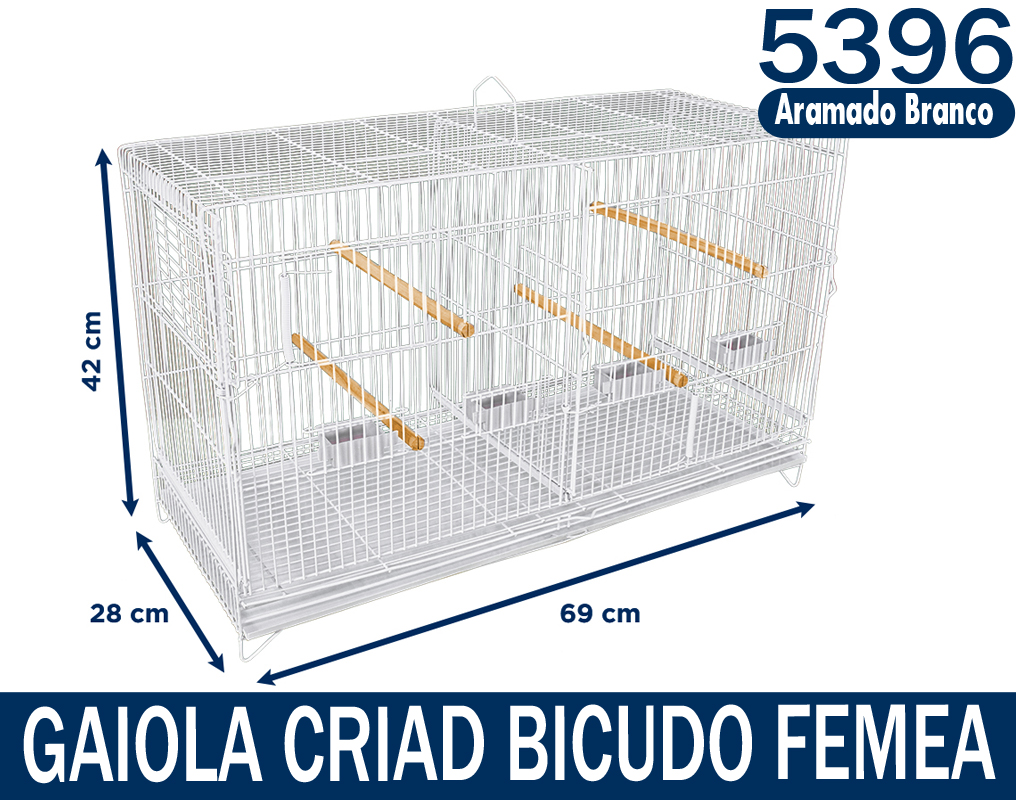 5396
Aramado Branco
42 cm
28 cm
69 cm
GAIOLA CRIAD BICUDO FEMEA